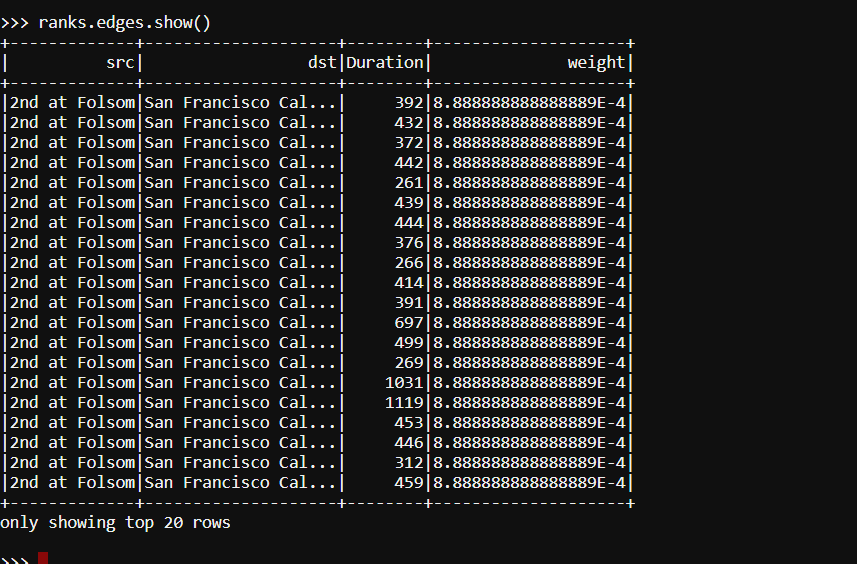 >>> ranks.edges.show()
+-------------+--------------------+--------+--------------------+
|          src|                 dst|Duration|              weight|
+-------------+--------------------+--------+--------------------+
|2nd at Folsom|San Francisco Cal...|     392|8.888888888888889E-4|
|2nd at Folsom|San Francisco Cal...|     432|8.888888888888889E-4|
|2nd at Folsom|San Francisco Cal...|     372|8.888888888888889E-4|
|2nd at Folsom|San Francisco Cal...|     442|8.888888888888889E-4|
|2nd at Folsom|San Francisco Cal...|     261|8.888888888888889E-4|
|2nd at Folsom|San Francisco Cal...|     439|8.888888888888889E-4|
|2nd at Folsom|San Francisco Cal...|     444|8.888888888888889E-4|
|2nd at Folsom|San Francisco Cal...|     376|8.888888888888889E-4|
|2nd at Folsom|San Francisco Cal...|     266|8.888888888888889E-4|
|2nd at Folsom|San Francisco Cal...|     414|8.888888888888889E-4|
|2nd at Folsom|San Francisco Cal...|     391|8.888888888888889E-4|
|2nd at Folsom|San Francisco Cal...|     697|8.888888888888889E-4|
|2nd at Folsom|San Francisco Cal...|     499|8.888888888888889E-4|
|2nd at Folsom|San Francisco Cal...|     269|8.888888888888889E-4|
|2nd at Folsom|San Francisco Cal...|    1031|8.888888888888889E-4|
|2nd at Folsom|San Francisco Cal...|    1119|8.888888888888889E-4|
|2nd at Folsom|San Francisco Cal...|     453|8.888888888888889E-4|
|2nd at Folsom|San Francisco Cal...|     446|8.888888888888889E-4|
|2nd at Folsom|San Francisco Cal...|     312|8.888888888888889E-4|
|2nd at Folsom|San Francisco Cal...|     459|8.888888888888889E-4|
+-------------+--------------------+--------+--------------------+
only showing top 20 rows
>>>